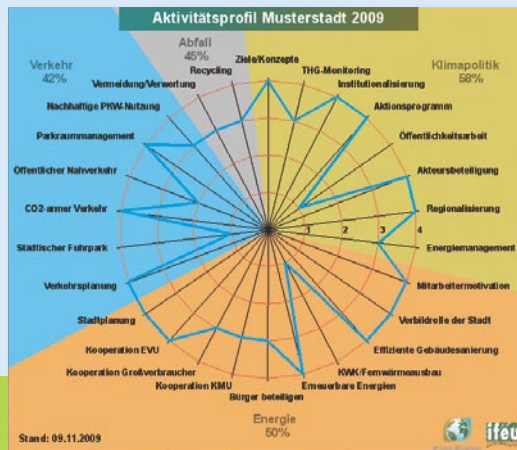 Aktivitätsprofil Musterstadt 2009
Abfall
45%
Verkehr
42%
Klimapolitik
58%
Ziele/Konzepte
THG-Monitoring
Institutionalisierung
Aktionsprogramm
Öffentlichkeitsarbeit
Akteursbeteiligung
Regionalisierung
Energiemanagement
Mitarbeitermotivation
Vorbildrolle der Stadt
Effiziente Gebäudesanierung
KWK/Fernwärmeausbau
Erneuerbare Energien
Bürger beteiligen
Kooperation KMU
Kooperation Großverbraucher
Kooperation EVU
Stadtplanung
Verkehrsplanung
Städtischer Fuhrpark
CO2-armer Verkehr
Öffentlicher Nahverkehr
Parkraummanagement
Nachhaltige PKW-Nutzung
Vermeidung/Verwertung
Recycling
1 2 3 4
Energie
50%
Stand: 09.11.2009
ifeu